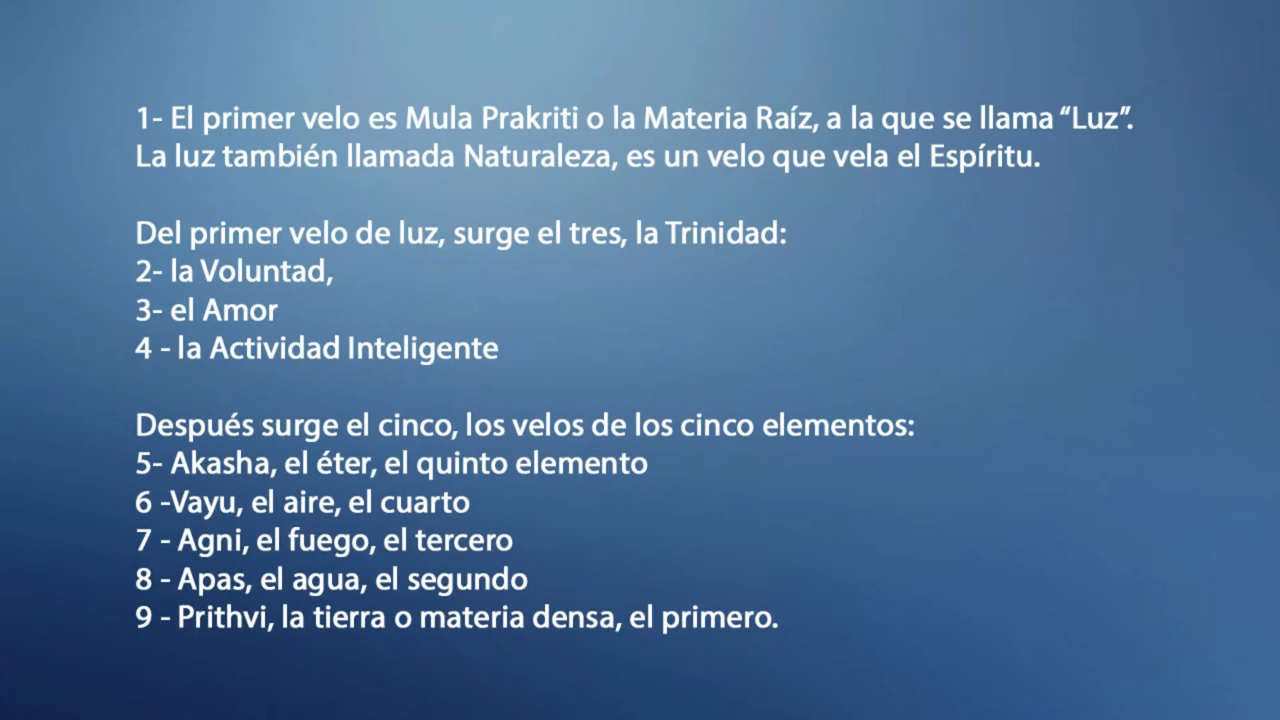 1- El primer velo es Mula Prakriti o la Materia Raíz, a la que se llama “Luz”.
La luz también llamada Naturaleza, es un velo que vela el Espíritu.
Del primer velo de luz, surge el tres, la Trinidad:
2- la Voluntad,
3- el Amor
4 - la Actividad Inteligente
Después surge el cinco, los velos de los cinco elementos:
5- Akasha, el éter, el quinto elemento
6 -Vayu, el aire, el cuarto
7 - Agni, el fuego, el tercero
8 - Apas, el agua, el segundo
9 - Prithvi, la tierra o materia densa, el primero.